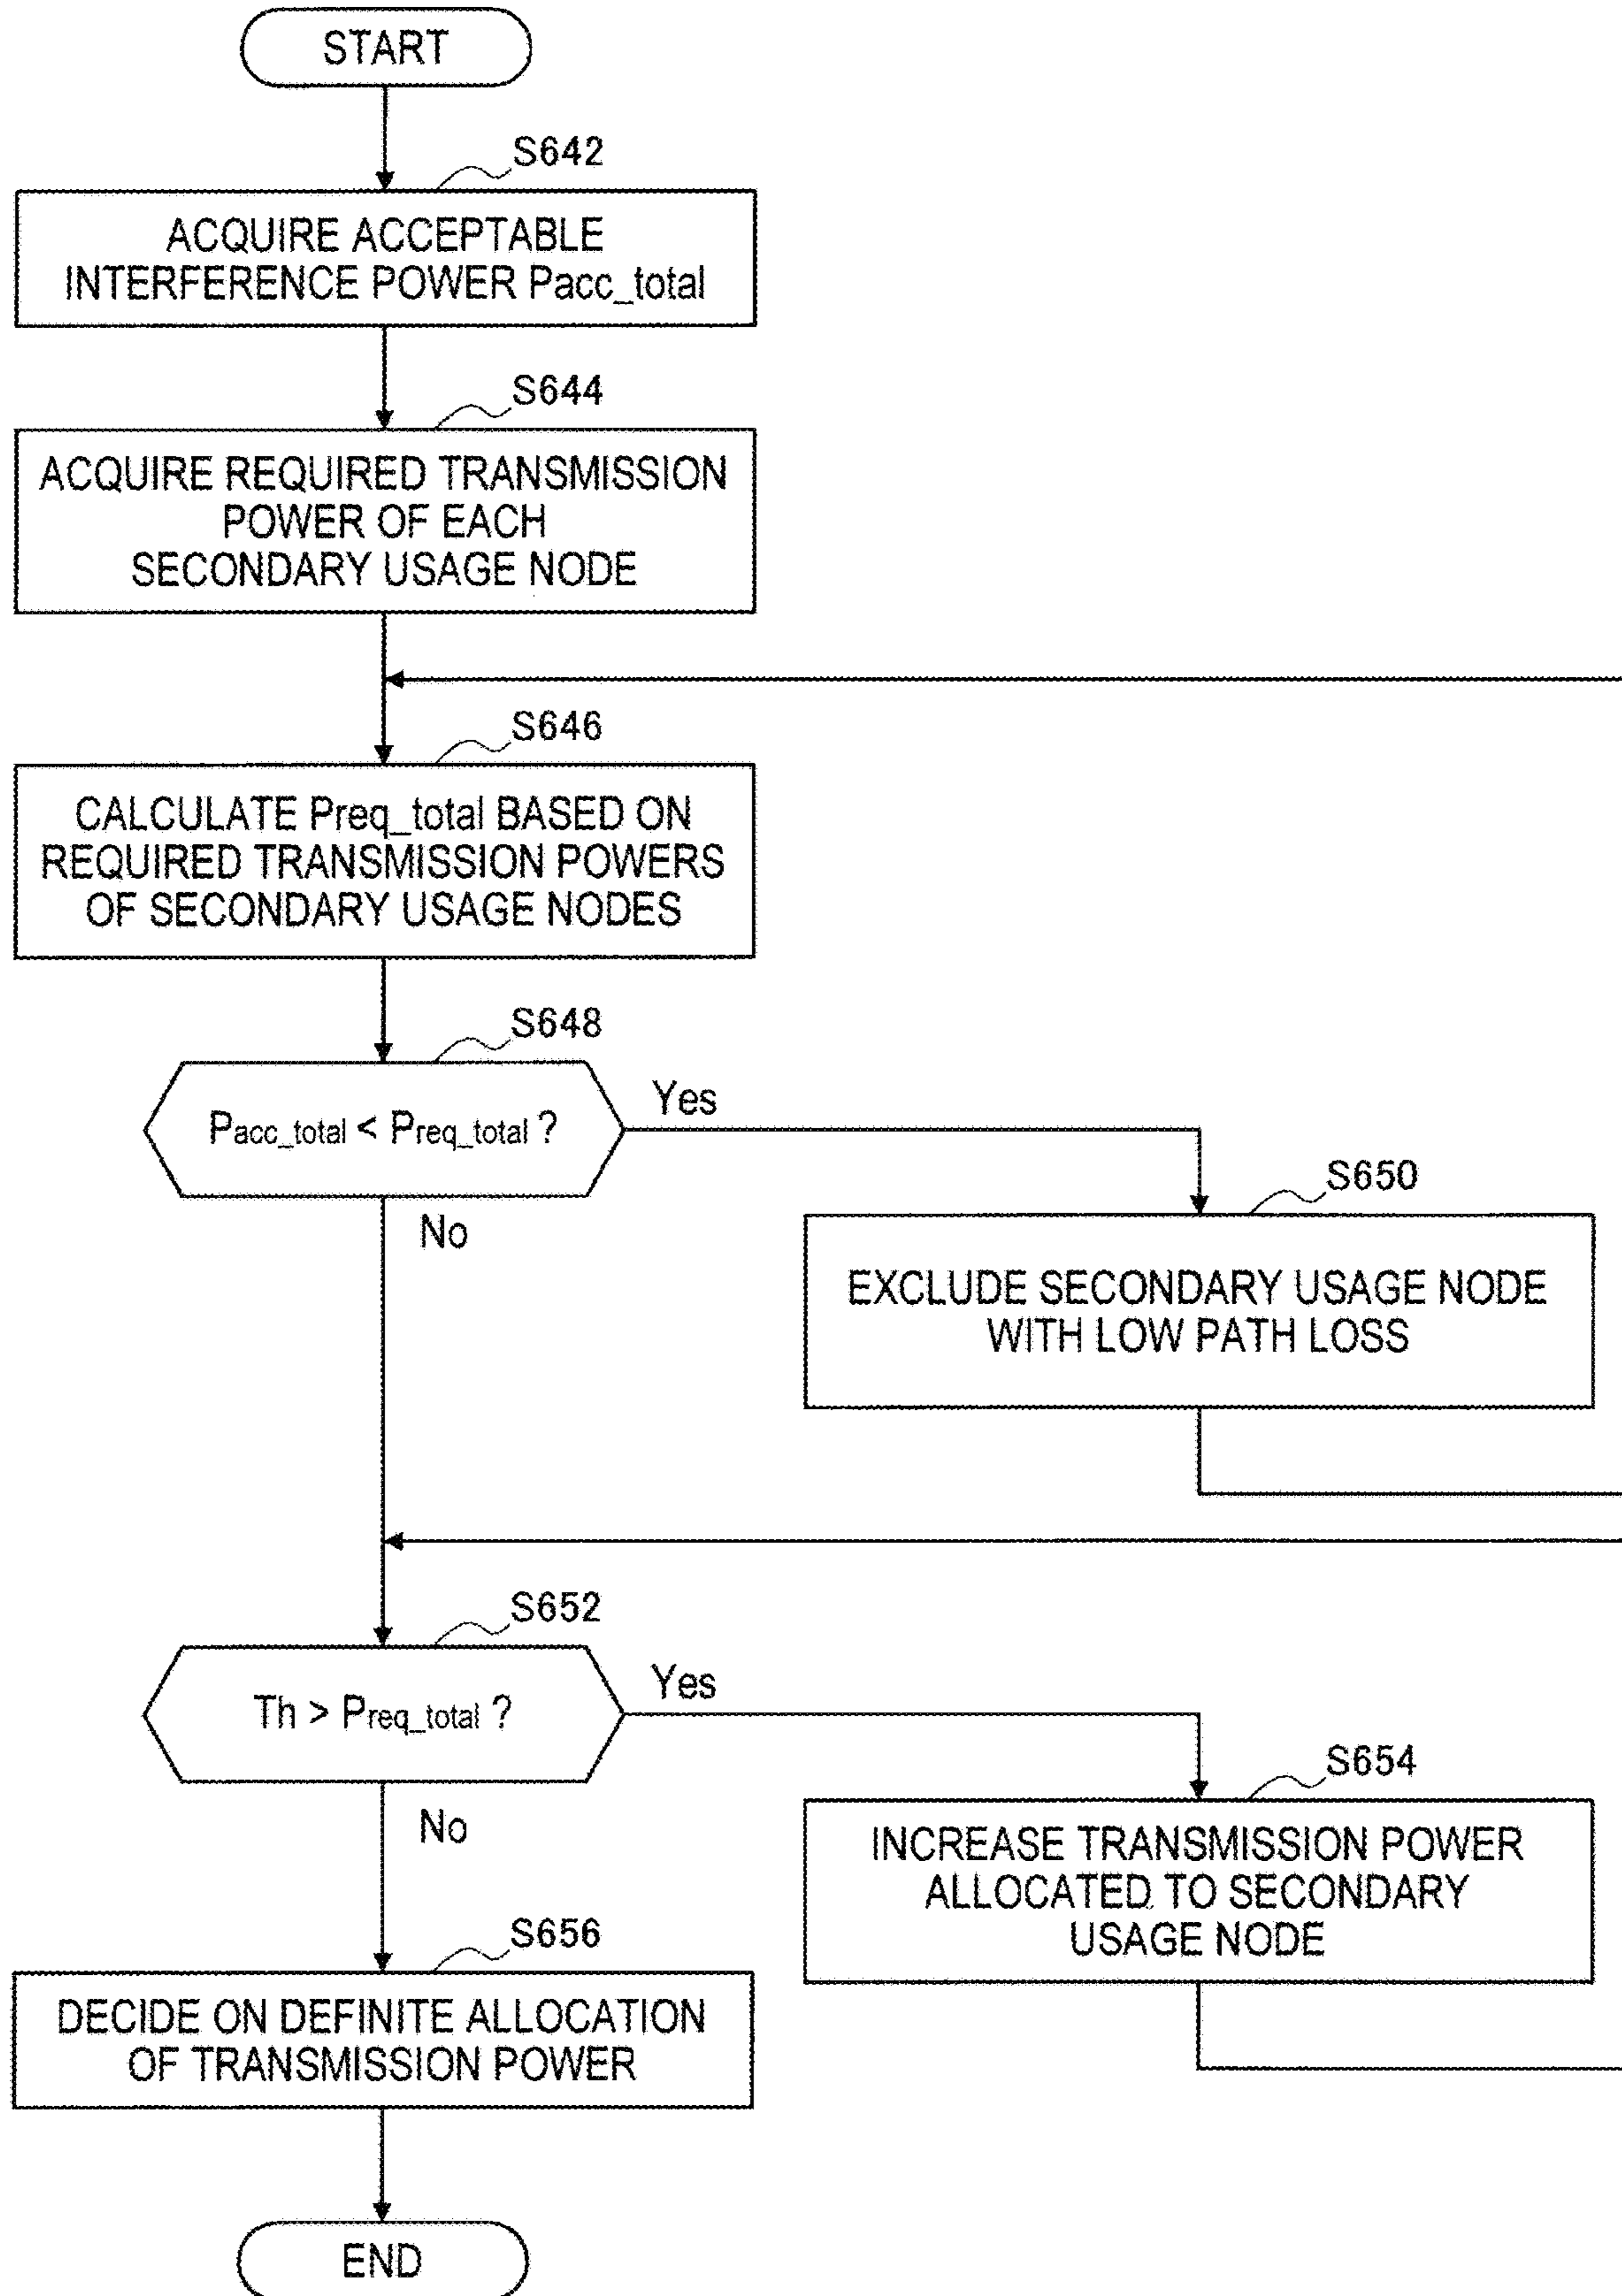 START
S642
ACQUIRE ACCEPTABLE
INTERFERENCE POWER Pacc_total
S644
ACQUIRE REQUIRED TRANSMISSION
POWER OF EACH
SECONDARY USAGE NODE
S646
CALCULATE Preq_total BASED ON
REQUIRED TRANSMISSION POWERS
OF SECONDARY USAGE NODES
S648
Pacc_total < Preq_total ?
Yes
No
S650
EXCLUDE SECONDARY USAGE NODE
WITH LOW PATH LOSS
S652
Th > Preq_total ?
Yes
No
S654
INCREASE TRANSMISSION POWER
ALLOCATED TO SECONDARY
USAGE NODE
S656
DECIDE ON DEFINITE ALLOCATION
OF TRANSMISSION POWER
END